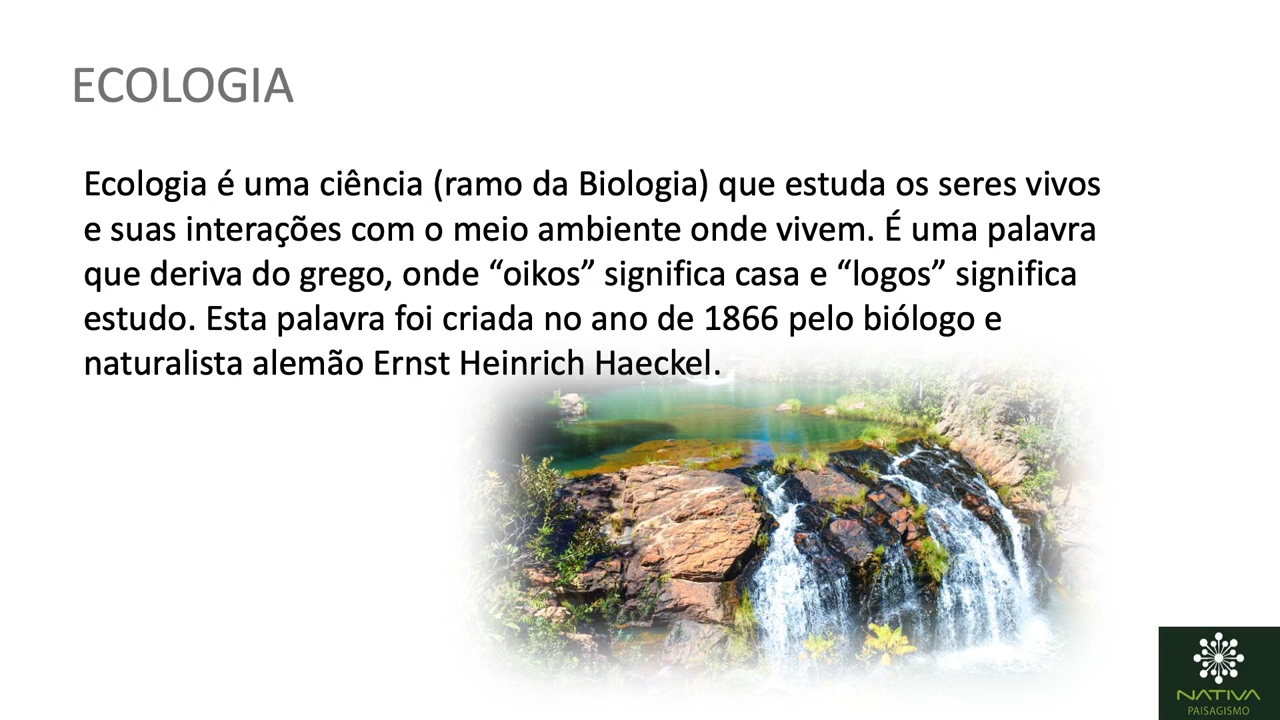 ECOLOGIA
Ecologia é uma ciência (ramo da Biologia) que estuda os seres vivos
e suas interações com o meio ambiente onde vivem. É uma palavra
que deriva do grego, onde “oikos” significa casa e “logos” significa
estudo. Esta palavra foi criada no ano de 1866 pelo biólogo e
naturalista alemão Ernst Heinrich Haeckel.
NATIVA
PAISAGISMO